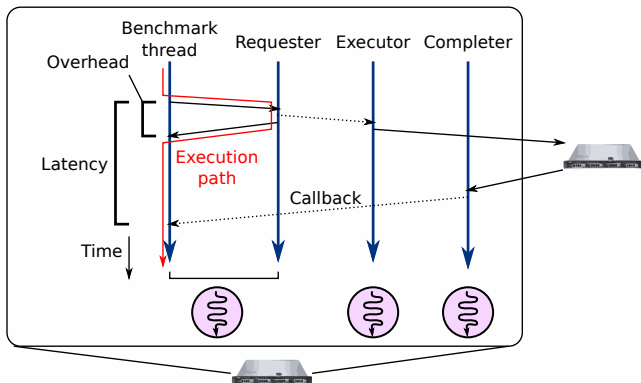 Benchmark
thread
Requester
Executor
Completer
Overhead
Latency
Execution
path
Callback
Time